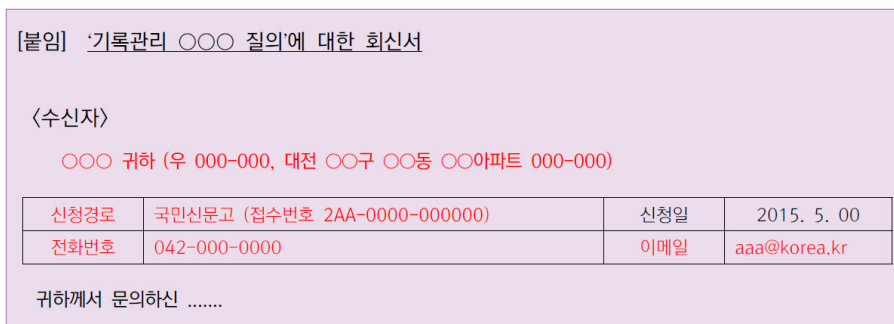 [붙임] ‘기록관리 ○○○ 질의’에 대한 회신서
〈수신자〉
○○○ 귀하 (우 000-000, 대전 ○○구 ○○동 ○○아파트 000-000)
신청경로 국민신문고 (접수번호 2AA-0000-000000) 신청일 2015. 5. 00
전화번호 042-000-0000 이메일 aaa@korea.kr
귀하께서 문의하신 .......